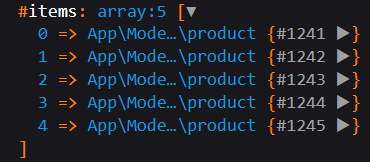 #items: array:5 [▼
0 => App\Mode…\product {#1241 ▶}
1 => App\Mode…\product {#1242 ▶}
2 => App\Mode…\product {#1243 ▶}
3 => App\Mode…\product {#1244 ▶}
4 => App\Mode…\product {#1245 ▶}
]